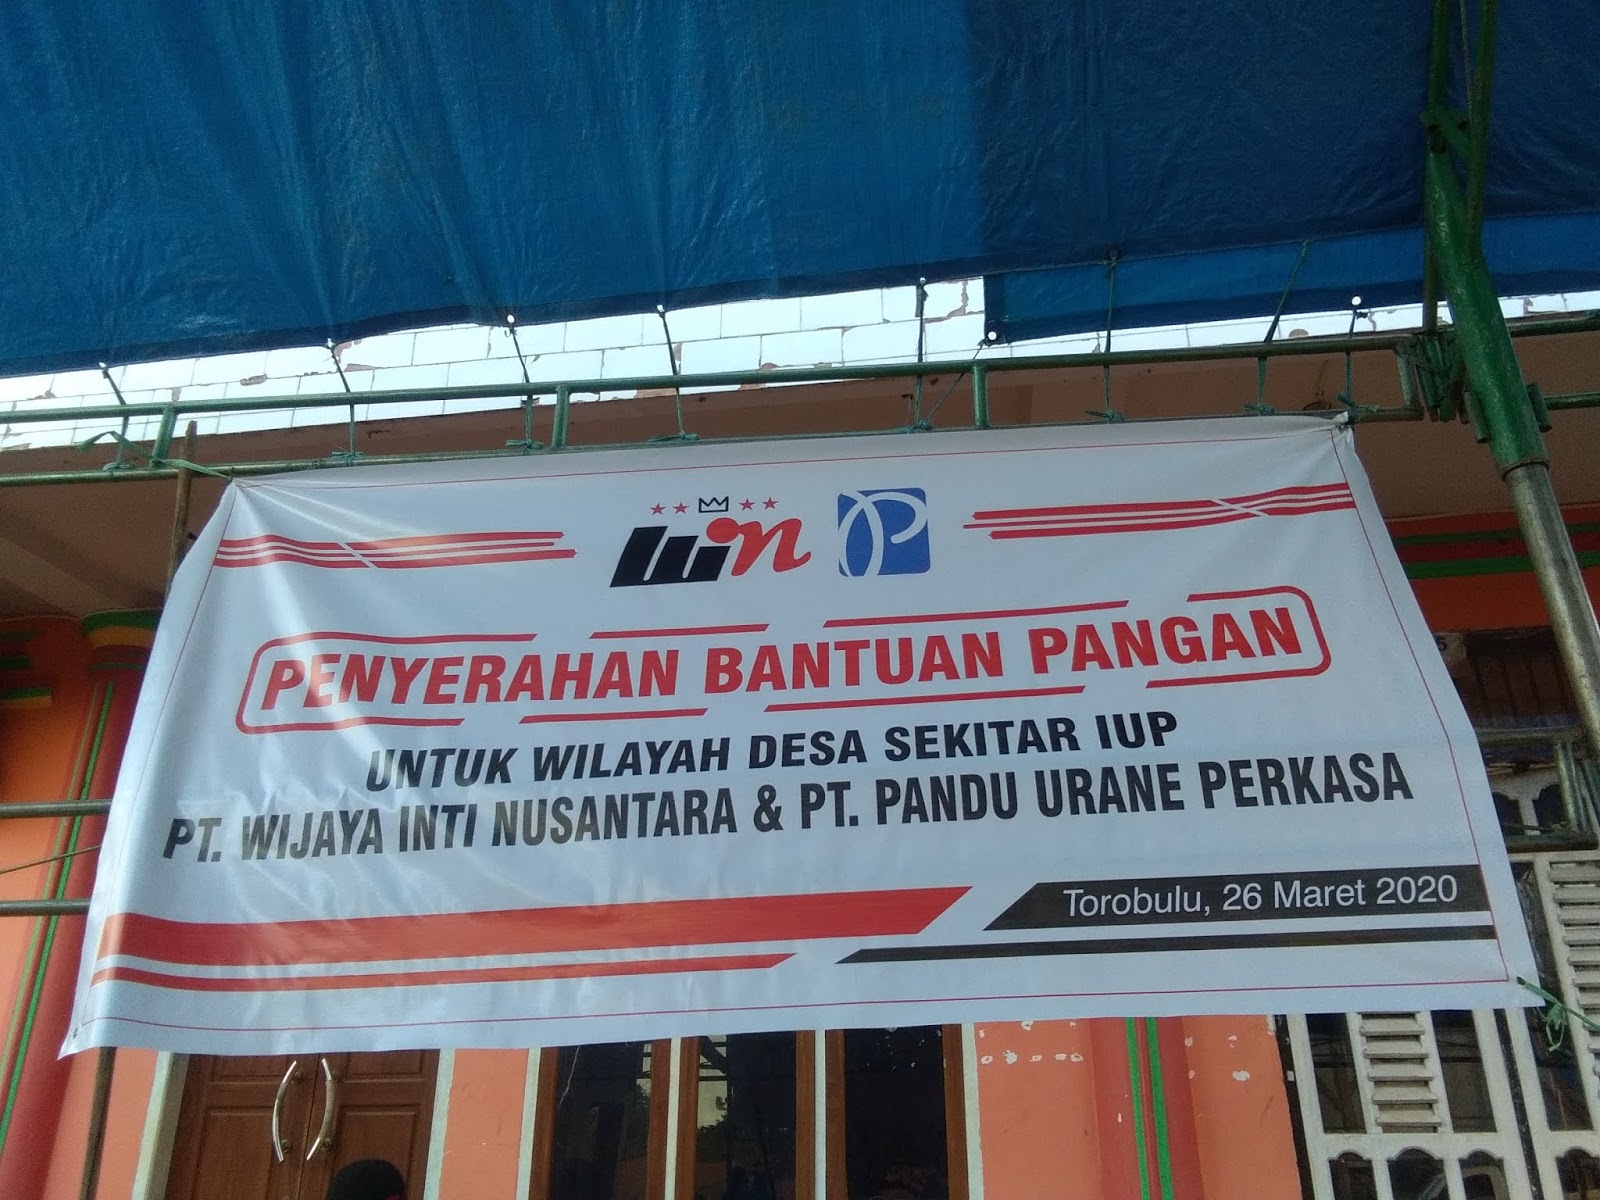 win P
PENYERAHAN BANTUAN PANGAN
UNTUK WILAYAH DESA SEKITAR IUP
PT. WIJAYA INTI NUSANTARA & PT. PANDU URANE PERKASA
Torobulu, 26 Maret 2020